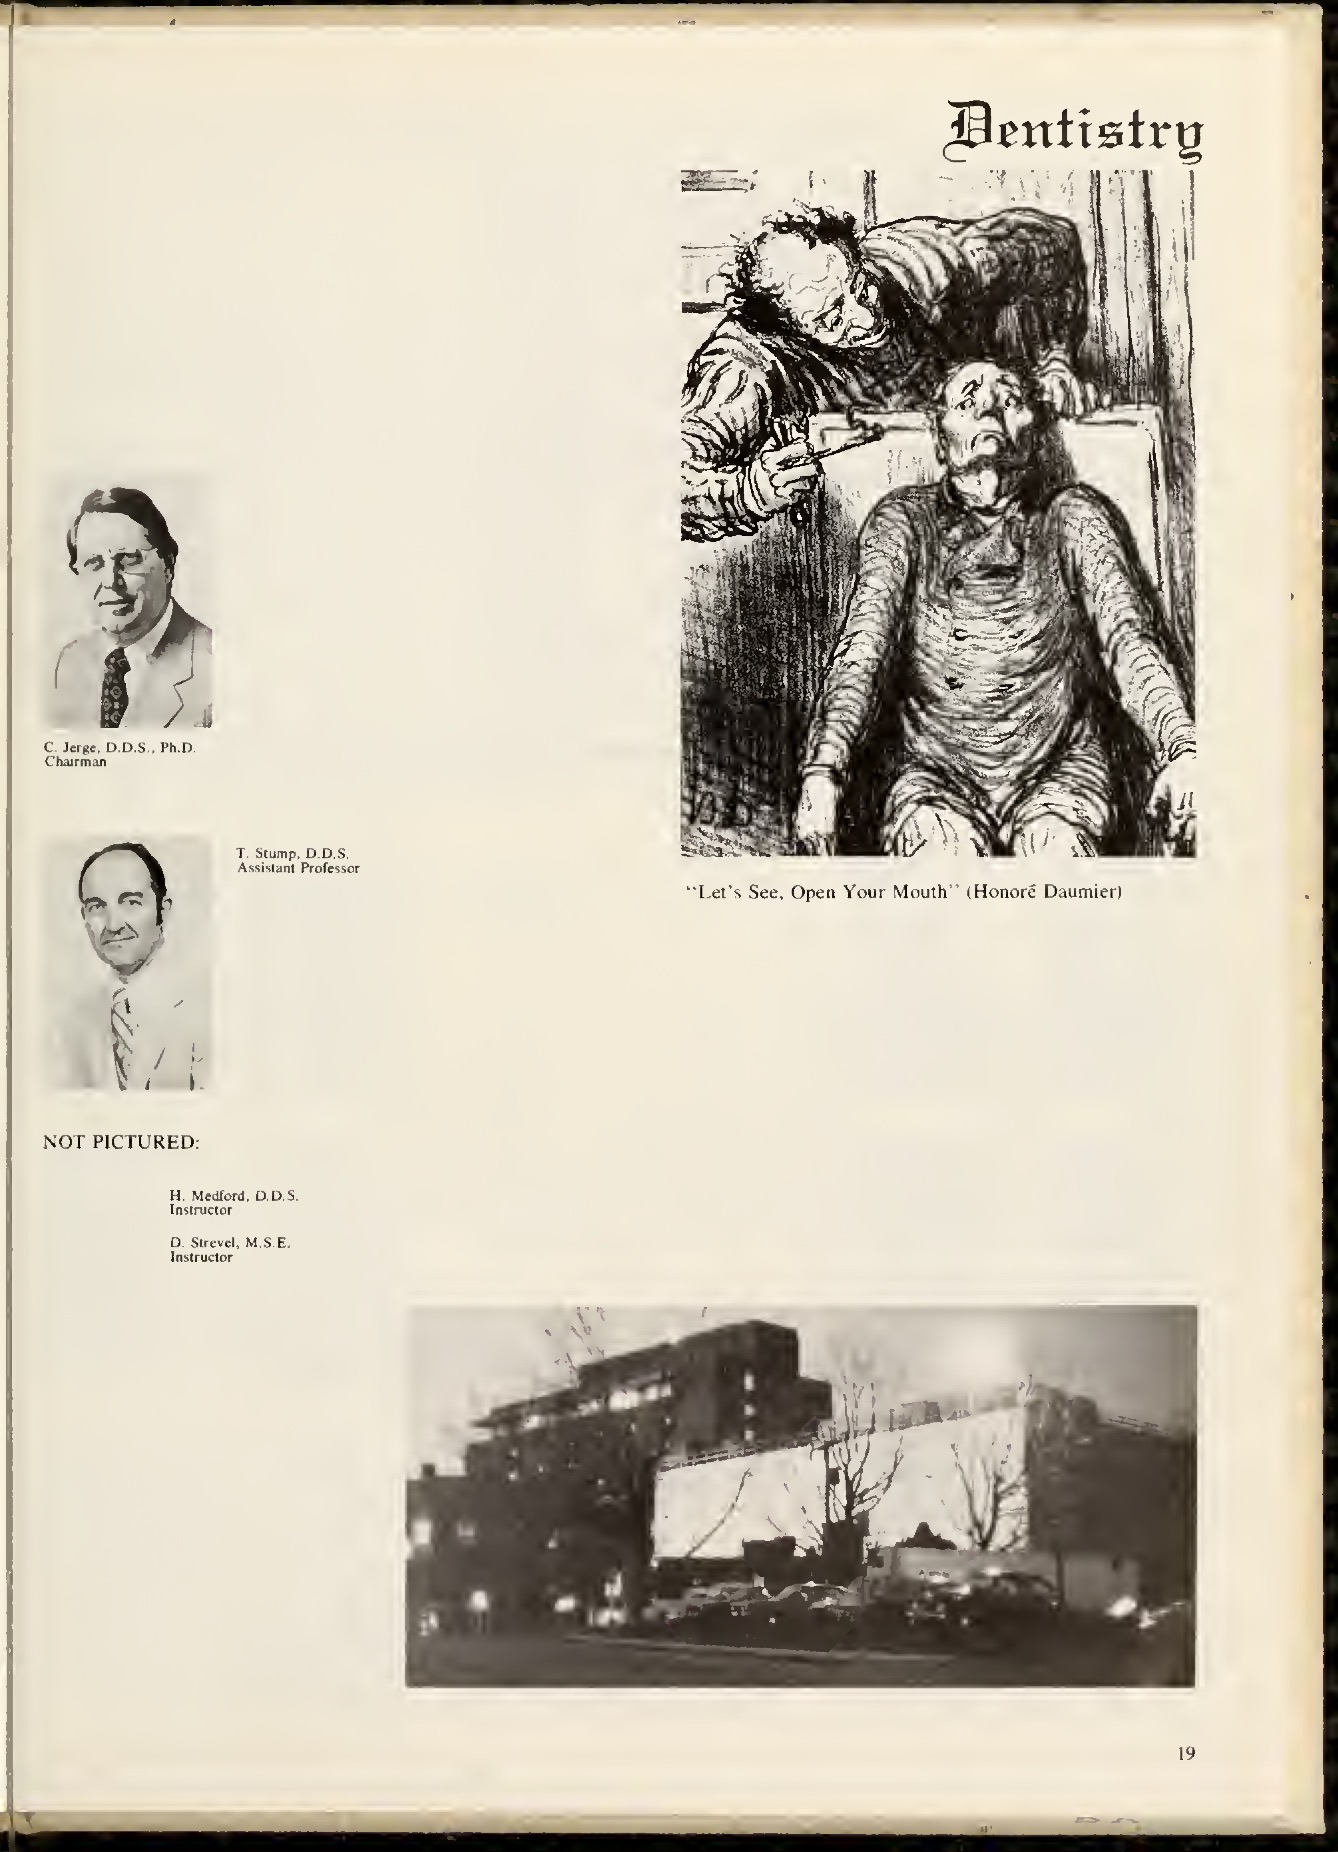 Dentistry
C. Jerge, D.D.S., Ph.D.
Chairman
T. Stump, D.D.S.
Assistant Professor
"Let's See, Open Your Mouth" (Honoré Daumier)
NOT PICTURED:
H. Medford, D.D.S.
Instructor
D. Strevel, M.S.E.
Instructor
19